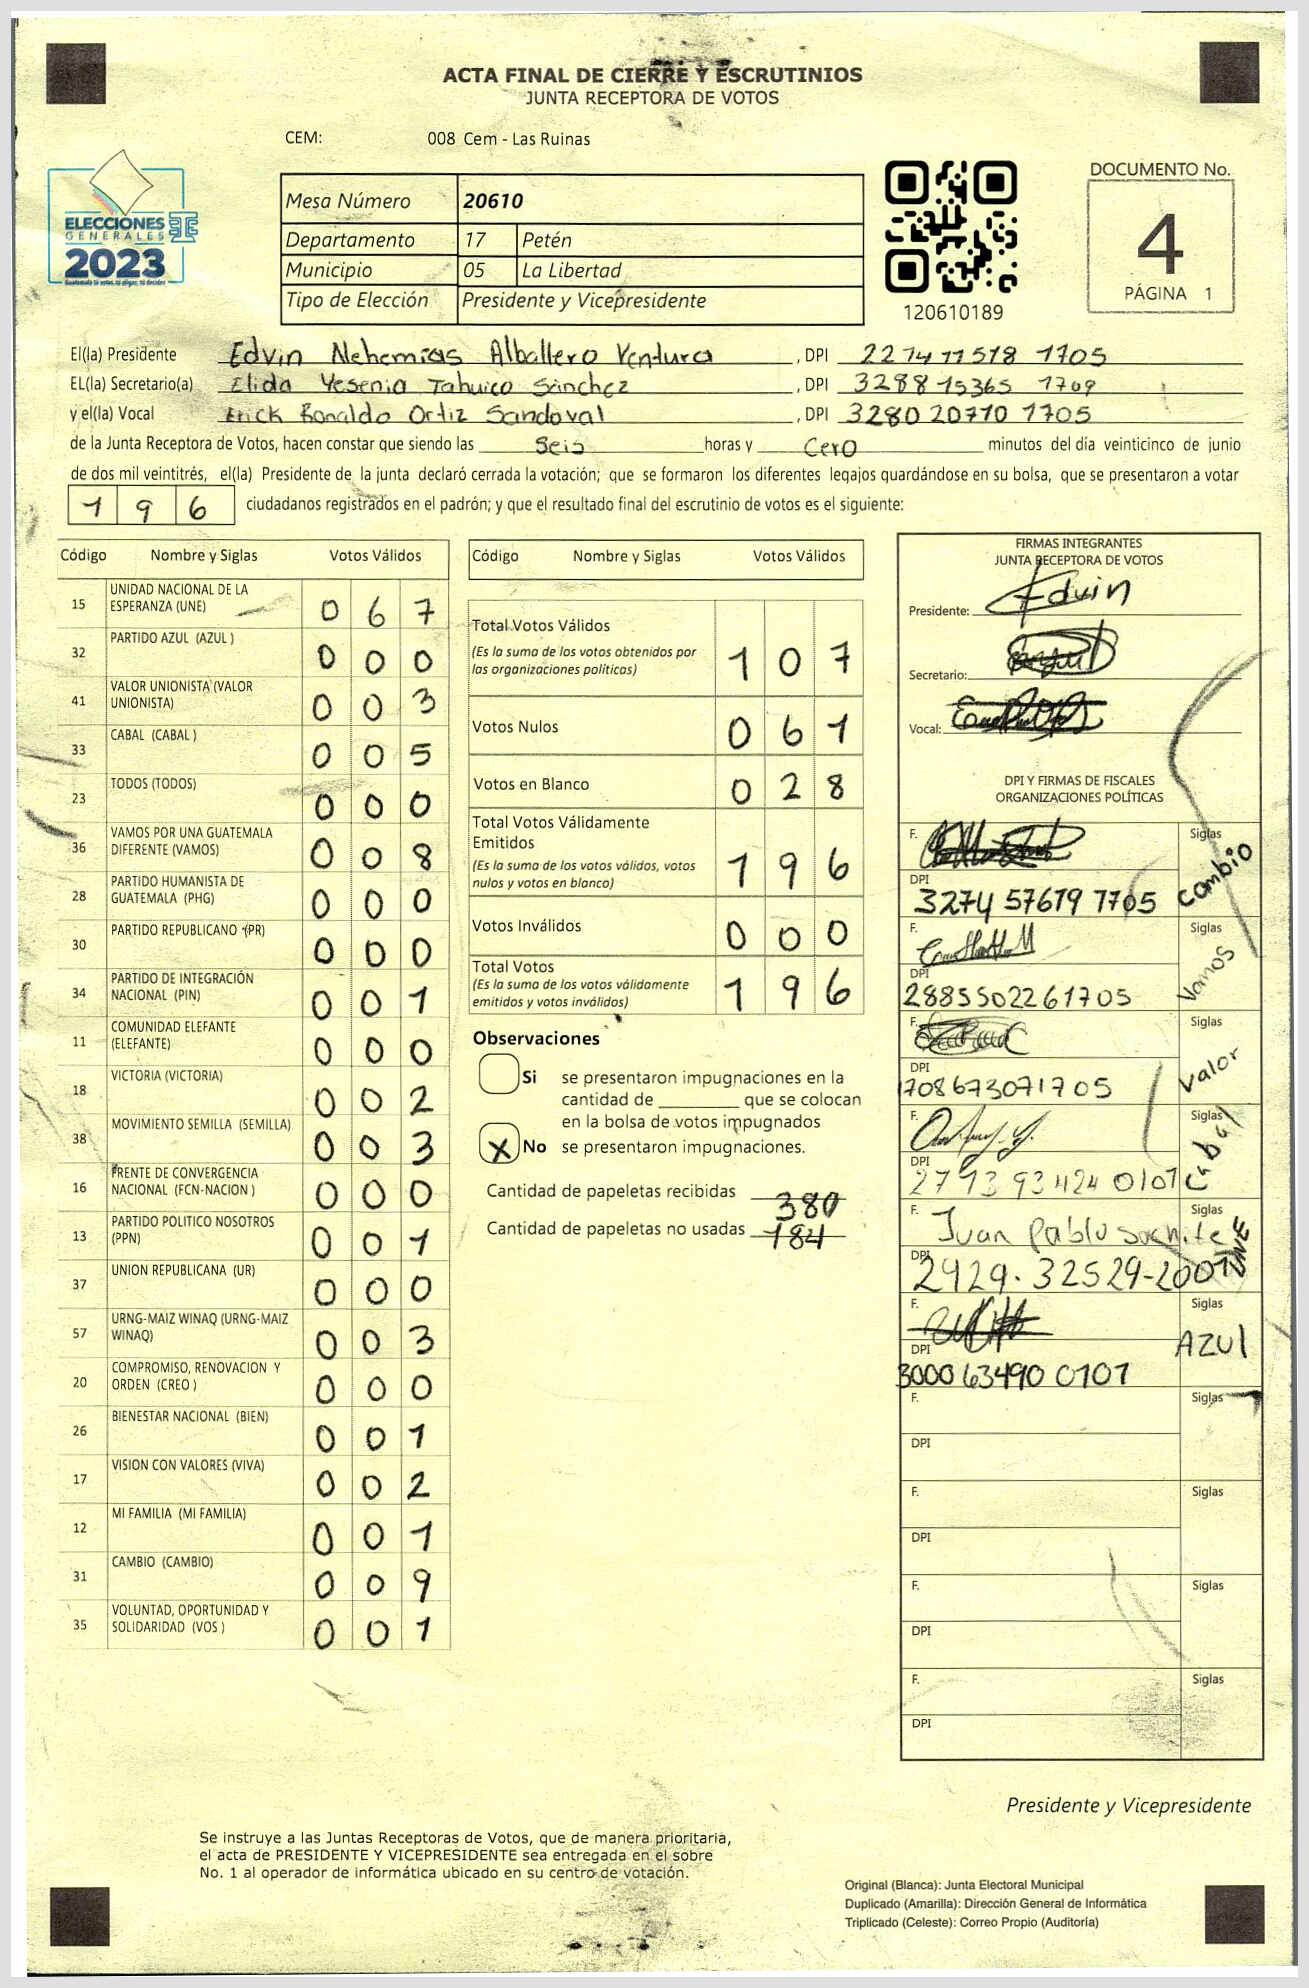 ACTA FINAL DE CIERRE Y ESCRUTINIOS
JUNTA RECEPTORA DE VOTOS
CEM: 008 Cem - Las Ruinas
ELECCIONES
GENERALES
2023
Mesa Número 20610
Departamento 17 Petén
Municipio 05 La Libertad
Tipo de Elección Presidente y Vicepresidente
120610189
DOCUMENTO No.
4
PÁGINA 1
El(la) Presidente Edvin Nehemias Alballero Ventura, DPI 2274 11518 1705
EL(la) Secretario(a) Elida Yesenia Tahuico Sánchez, DPI 3288 15365 1709
y el(la) Vocal Erick Ronaldo Ortiz Sandoval, DPI 3280 20710 1705
de la Junta Receptora de Votos, hacen constar que siendo las Seis horas y Cero minutos del día veinticinco de junio
de dos mil veintitrés, el(la) Presidente de la junta declaró cerrada la votación; que se formaron los diferentes legajos quardándose en su bolsa, que se presentaron a votar
1 9 6 ciudadanos registrados en el padrón; y que el resultado final del escrutinio de votos es el siguiente:
Código Nombre y Siglas Votos Válidos
15 UNIDAD NACIONAL DE LA ESPERANZA (UNE) 0 6 7
32 PARTIDO AZUL (AZUL ) 0 0 0
41 VALOR UNIONISTA (VALOR UNIONISTA) 0 0 3
33 CABAL (CABAL ) 0 0 5
23 TODOS (TODOS) 0 0 0
36 VAMOS POR UNA GUATEMALA DIFERENTE (VAMOS) 0 0 8
28 PARTIDO HUMANISTA DE GUATEMALA (PHG) 0 0 0
30 PARTIDO REPUBLICANO (PR) 0 0 0
34 PARTIDO DE INTEGRACIÓN NACIONAL (PIN) 0 0 1
11 COMUNIDAD ELEFANTE (ELEFANTE) 0 0 0
18 VICTORIA (VICTORIA) 0 0 2
38 MOVIMIENTO SEMILLA (SEMILLA) 0 0 3
16 FRENTE DE CONVERGENCIA NACIONAL (FCN-NACION ) 0 0 0
13 PARTIDO POLITICO NOSOTROS (PPN) 0 0 1
37 UNION REPUBLICANA (UR) 0 0 0
57 URNG-MAIZ WINAQ (URNG-MAIZ WINAQ) 0 0 3
20 COMPROMISO, RENOVACION Y ORDEN (CREO ) 0 0 0
26 BIENESTAR NACIONAL (BIEN) 0 0 1
17 VISION CON VALORES (VIVA) 0 0 2
12 MI FAMILIA (MI FAMILIA) 0 0 1
31 CAMBIO (CAMBIO) 0 0 9
35 VOLUNTAD, OPORTUNIDAD Y SOLIDARIDAD (VOS ) 0 0 1
Código Nombre y Siglas Votos Válidos
Total Votos Válidos 1 0 7
(Es la suma de los votos obtenidos por
las organizaciones políticas)
Votos Nulos 0 6 1
Votos en Blanco 0 2 8
Total Votos Válidamente
Emitidos 1 9 6
(Es la suma de los votos válidos, votos
nulos y votos en blanco)
Votos Inválidos 0 0 0
Total Votos 1 9 6
(Es la suma de los votos válidamente
emitidos y votos inválidos)
Observaciones
Si se presentaron impugnaciones en la
cantidad de ________ que se colocan
en la bolsa de votos impugnados
X No se presentaron impugnaciones.
Cantidad de papeletas recibidas 380
Cantidad de papeletas no usadas 184
FIRMAS INTEGRANTES
JUNTA RECEPTORA DE VOTOS
Presidente: Edvin
Secretario:
Vocal:
DPI Y FIRMAS DE FISCALES
ORGANIZACIONES POLÍTICAS
F. Siglas Cambio
DPI 3274 57619 1705
F. Siglas Vamos
DPI 2885502261705
F. Siglas Valor
DPI 1708673071705
F. Siglas Cabal
DPI 2713 93424 0101
F. Juan Pablo Siglas UNE
DPI 2929. 32529-2001
F. Siglas AZUl
DPI 3000 63490 0101
F. Siglas
DPI
F. Siglas
DPI
F. Siglas
DPI
F. Siglas
DPI
Presidente y Vicepresidente
Se instruye a las Juntas Receptoras de Votos, que de manera prioritaria,
el acta de PRESIDENTE Y VICEPRESIDENTE sea entregada en el sobre
No. 1 al operador de informática ubicado en su centro de votación.
Original (Blanca): Junta Electoral Municipal
Duplicado (Amarilla): Dirección General de Informática
Triplicado (Celeste): Correo Propio (Auditoría)